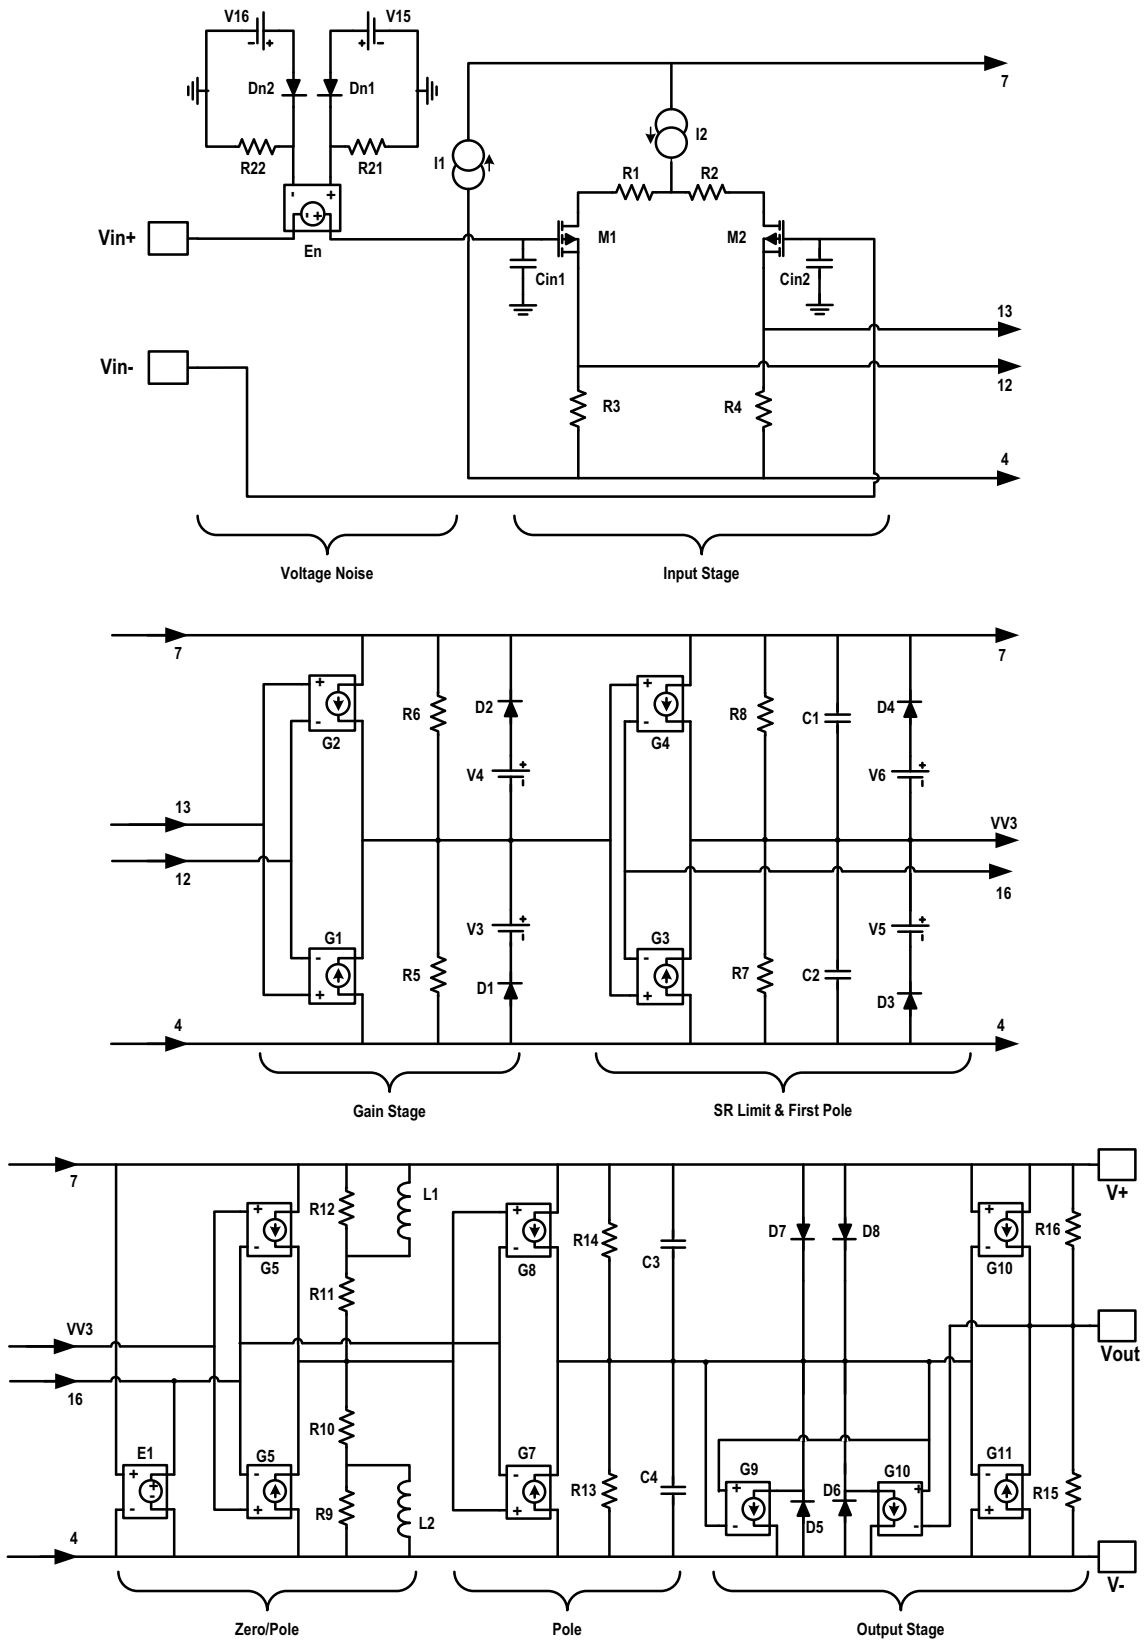 V16
V15
- +
+ -
Dn2
Dn1
R22
R21
- +
- +
En
Vin+
Vin-
I1
I2
7
R1
R2
M1
M2
Cin1
Cin2
13
12
R3
R4
4
Voltage Noise
Input Stage
7
7
+
-
G2
R6
D2
V4
+
-
+
-
G4
R8
C1
D4
V6
+
-
13
12
VV3
16
G1
-
+
R5
V3
+
-
D1
G3
-
+
R7
C2
V5
+
-
D3
4
4
Gain Stage
SR Limit & First Pole
7
V+
+
-
G5
R12
L1
R11
+
-
G8
R14
C3
D7
D8
+
-
G10
R16
VV3
16
Vout
E1
+
-
+
-
G5
-
+
R10
R9
L2
G7
-
+
R13
C4
G9
+
-
D5
D6
G10
+
-
G11
-
+
R15
4
V-
Zero/Pole
Pole
Output Stage